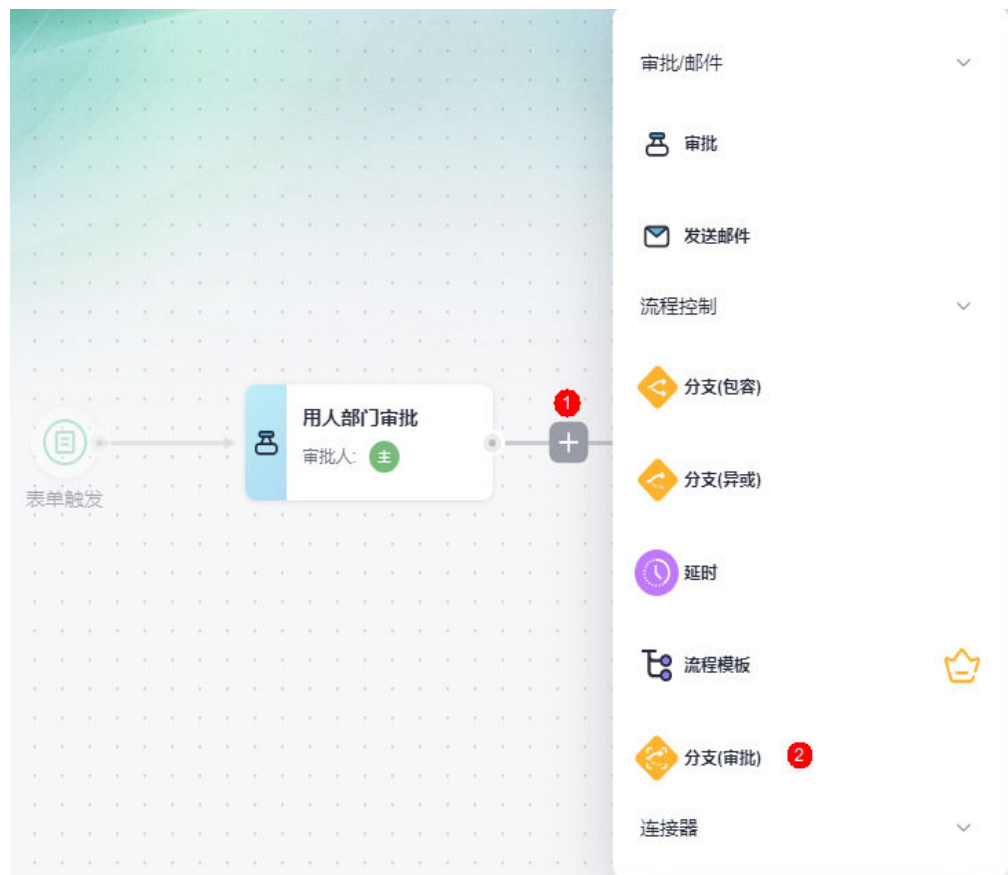 审批/邮件
审批
发送邮件
流程控制
分支(包容)
1
用人部门审批
审批人: 主
表单触发
分支(异或)
延时
流程模板
分支(审批) 2
连接器